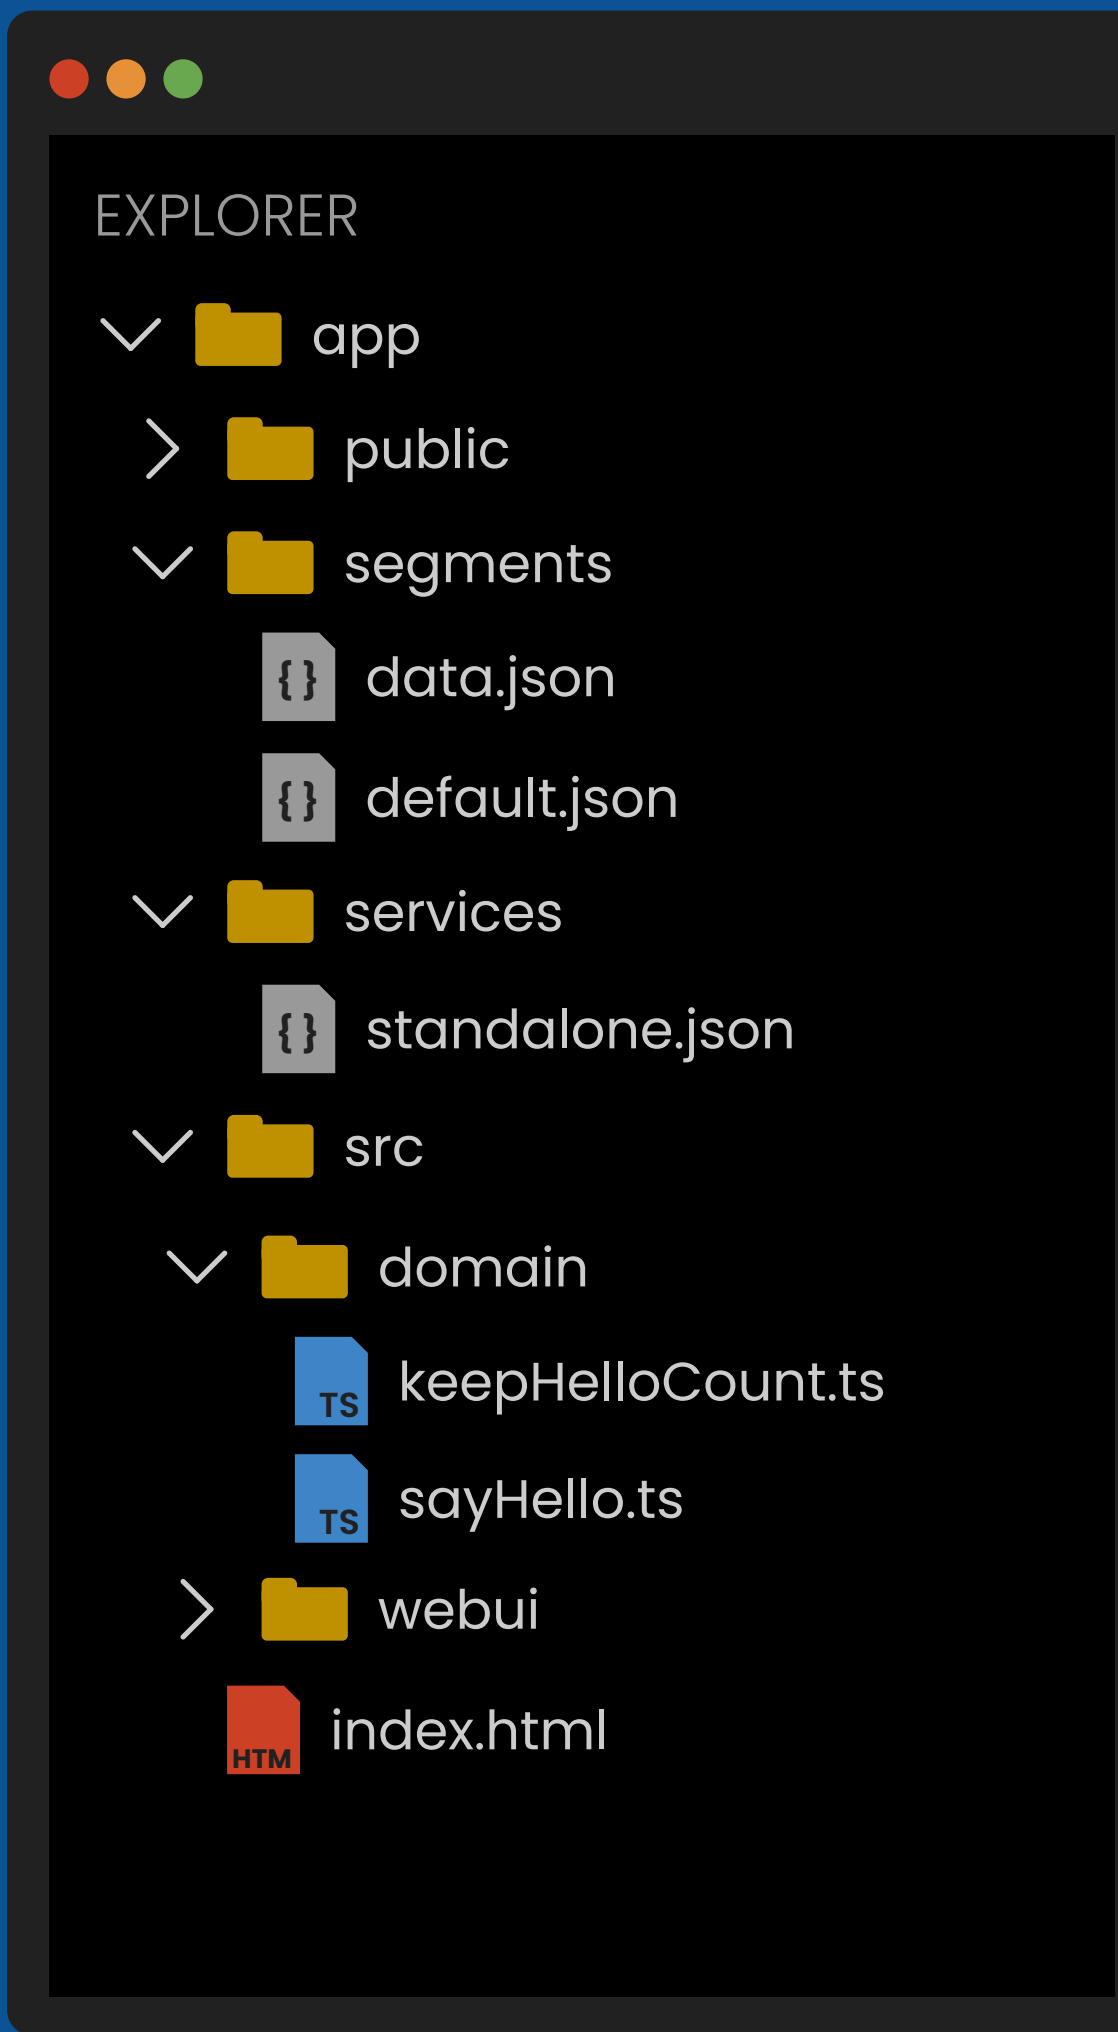 EXPLORER
app
public
segments
{ } data.json
{ } default.json
services
{ } standalone.json
src
domain
TS keepHelloCount.ts
TS sayHello.ts
webui
HTM index.html